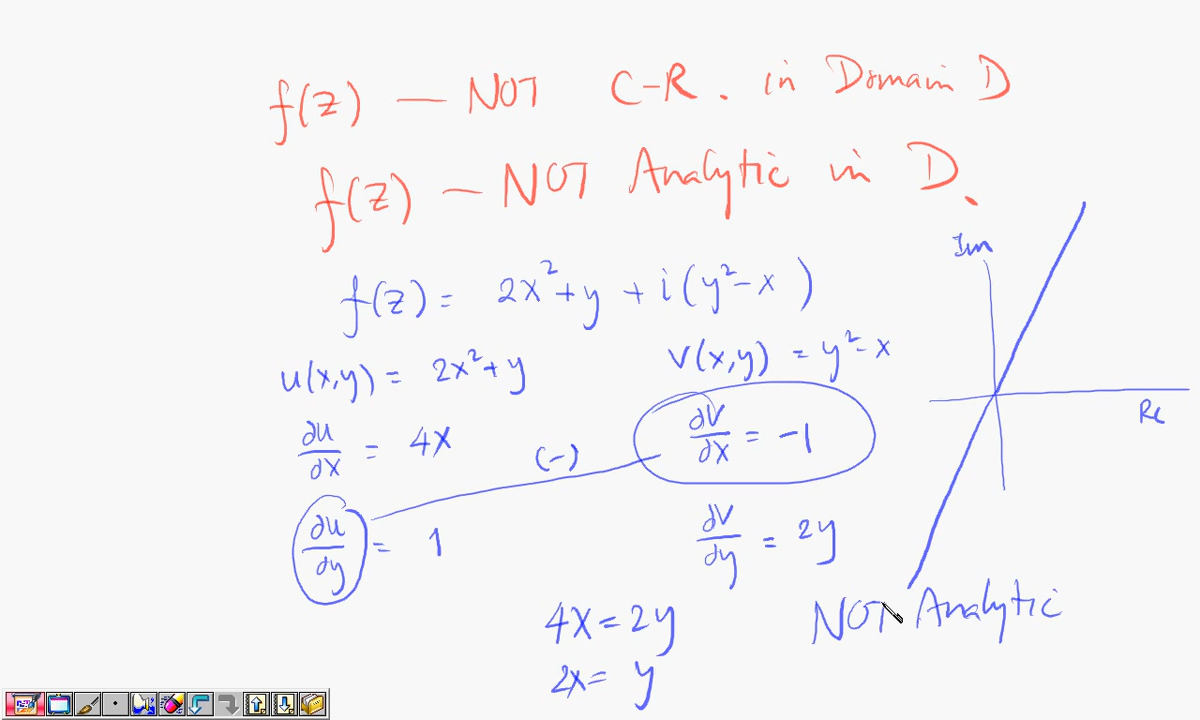 f(z) — NOT C-R. in Domain D
f(z) — NOT Analytic in D.
Im
f(z) = 2x²+y + i(y²-x)
u(x,y) = 2x²+y
v(x,y) = y²-x
Re
∂u/∂x = 4x
(-)
∂v/∂x = -1
∂u/∂y = 1
∂v/∂y = 2y
4x=2y
2x= y
NOT Analytic